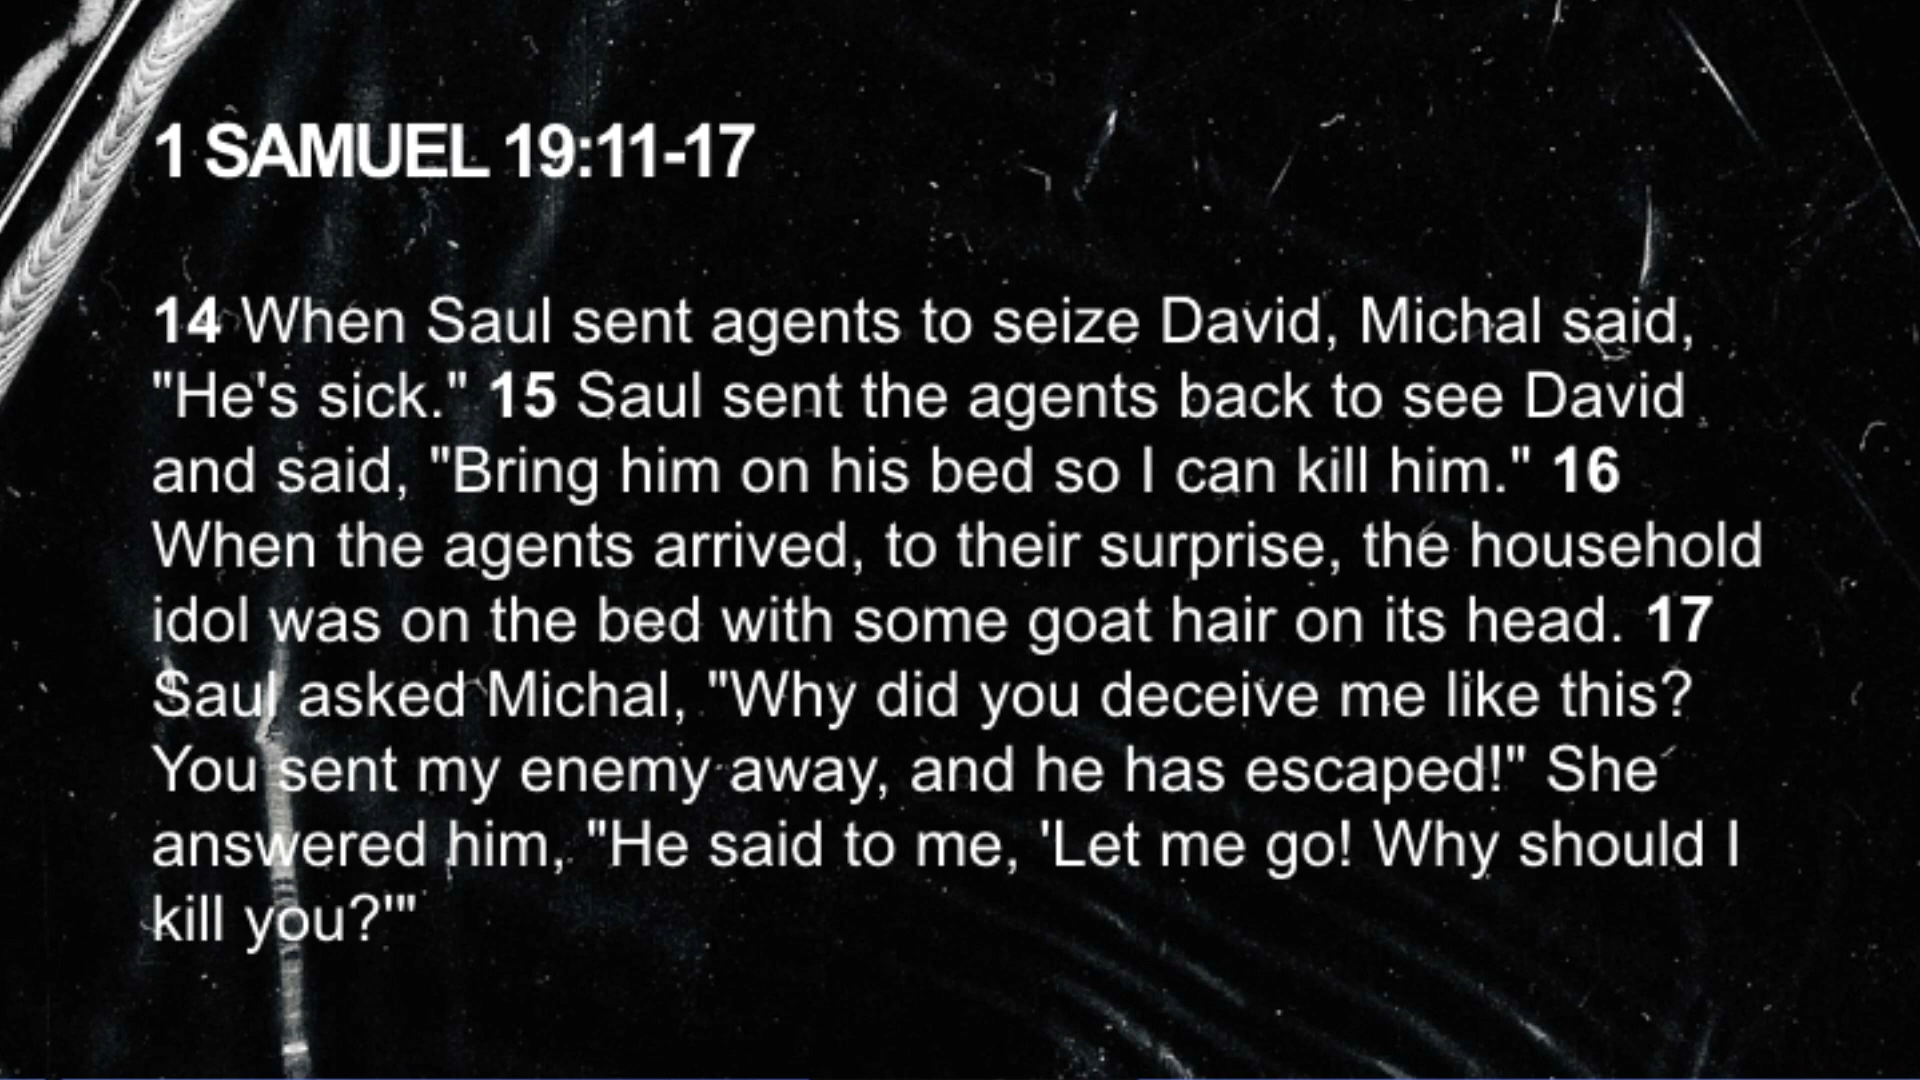 1 SAMUEL 19:11-17
14 When Saul sent agents to seize David, Michal said,
"He's sick." 15 Saul sent the agents back to see David
and said, "Bring him on his bed so I can kill him." 16
When the agents arrived, to their surprise, the household
idol was on the bed with some goat hair on its head. 17
Saul asked Michal, "Why did you deceive me like this?
You sent my enemy away, and he has escaped!" She
answered him, "He said to me, 'Let me go! Why should I
kill you?'"